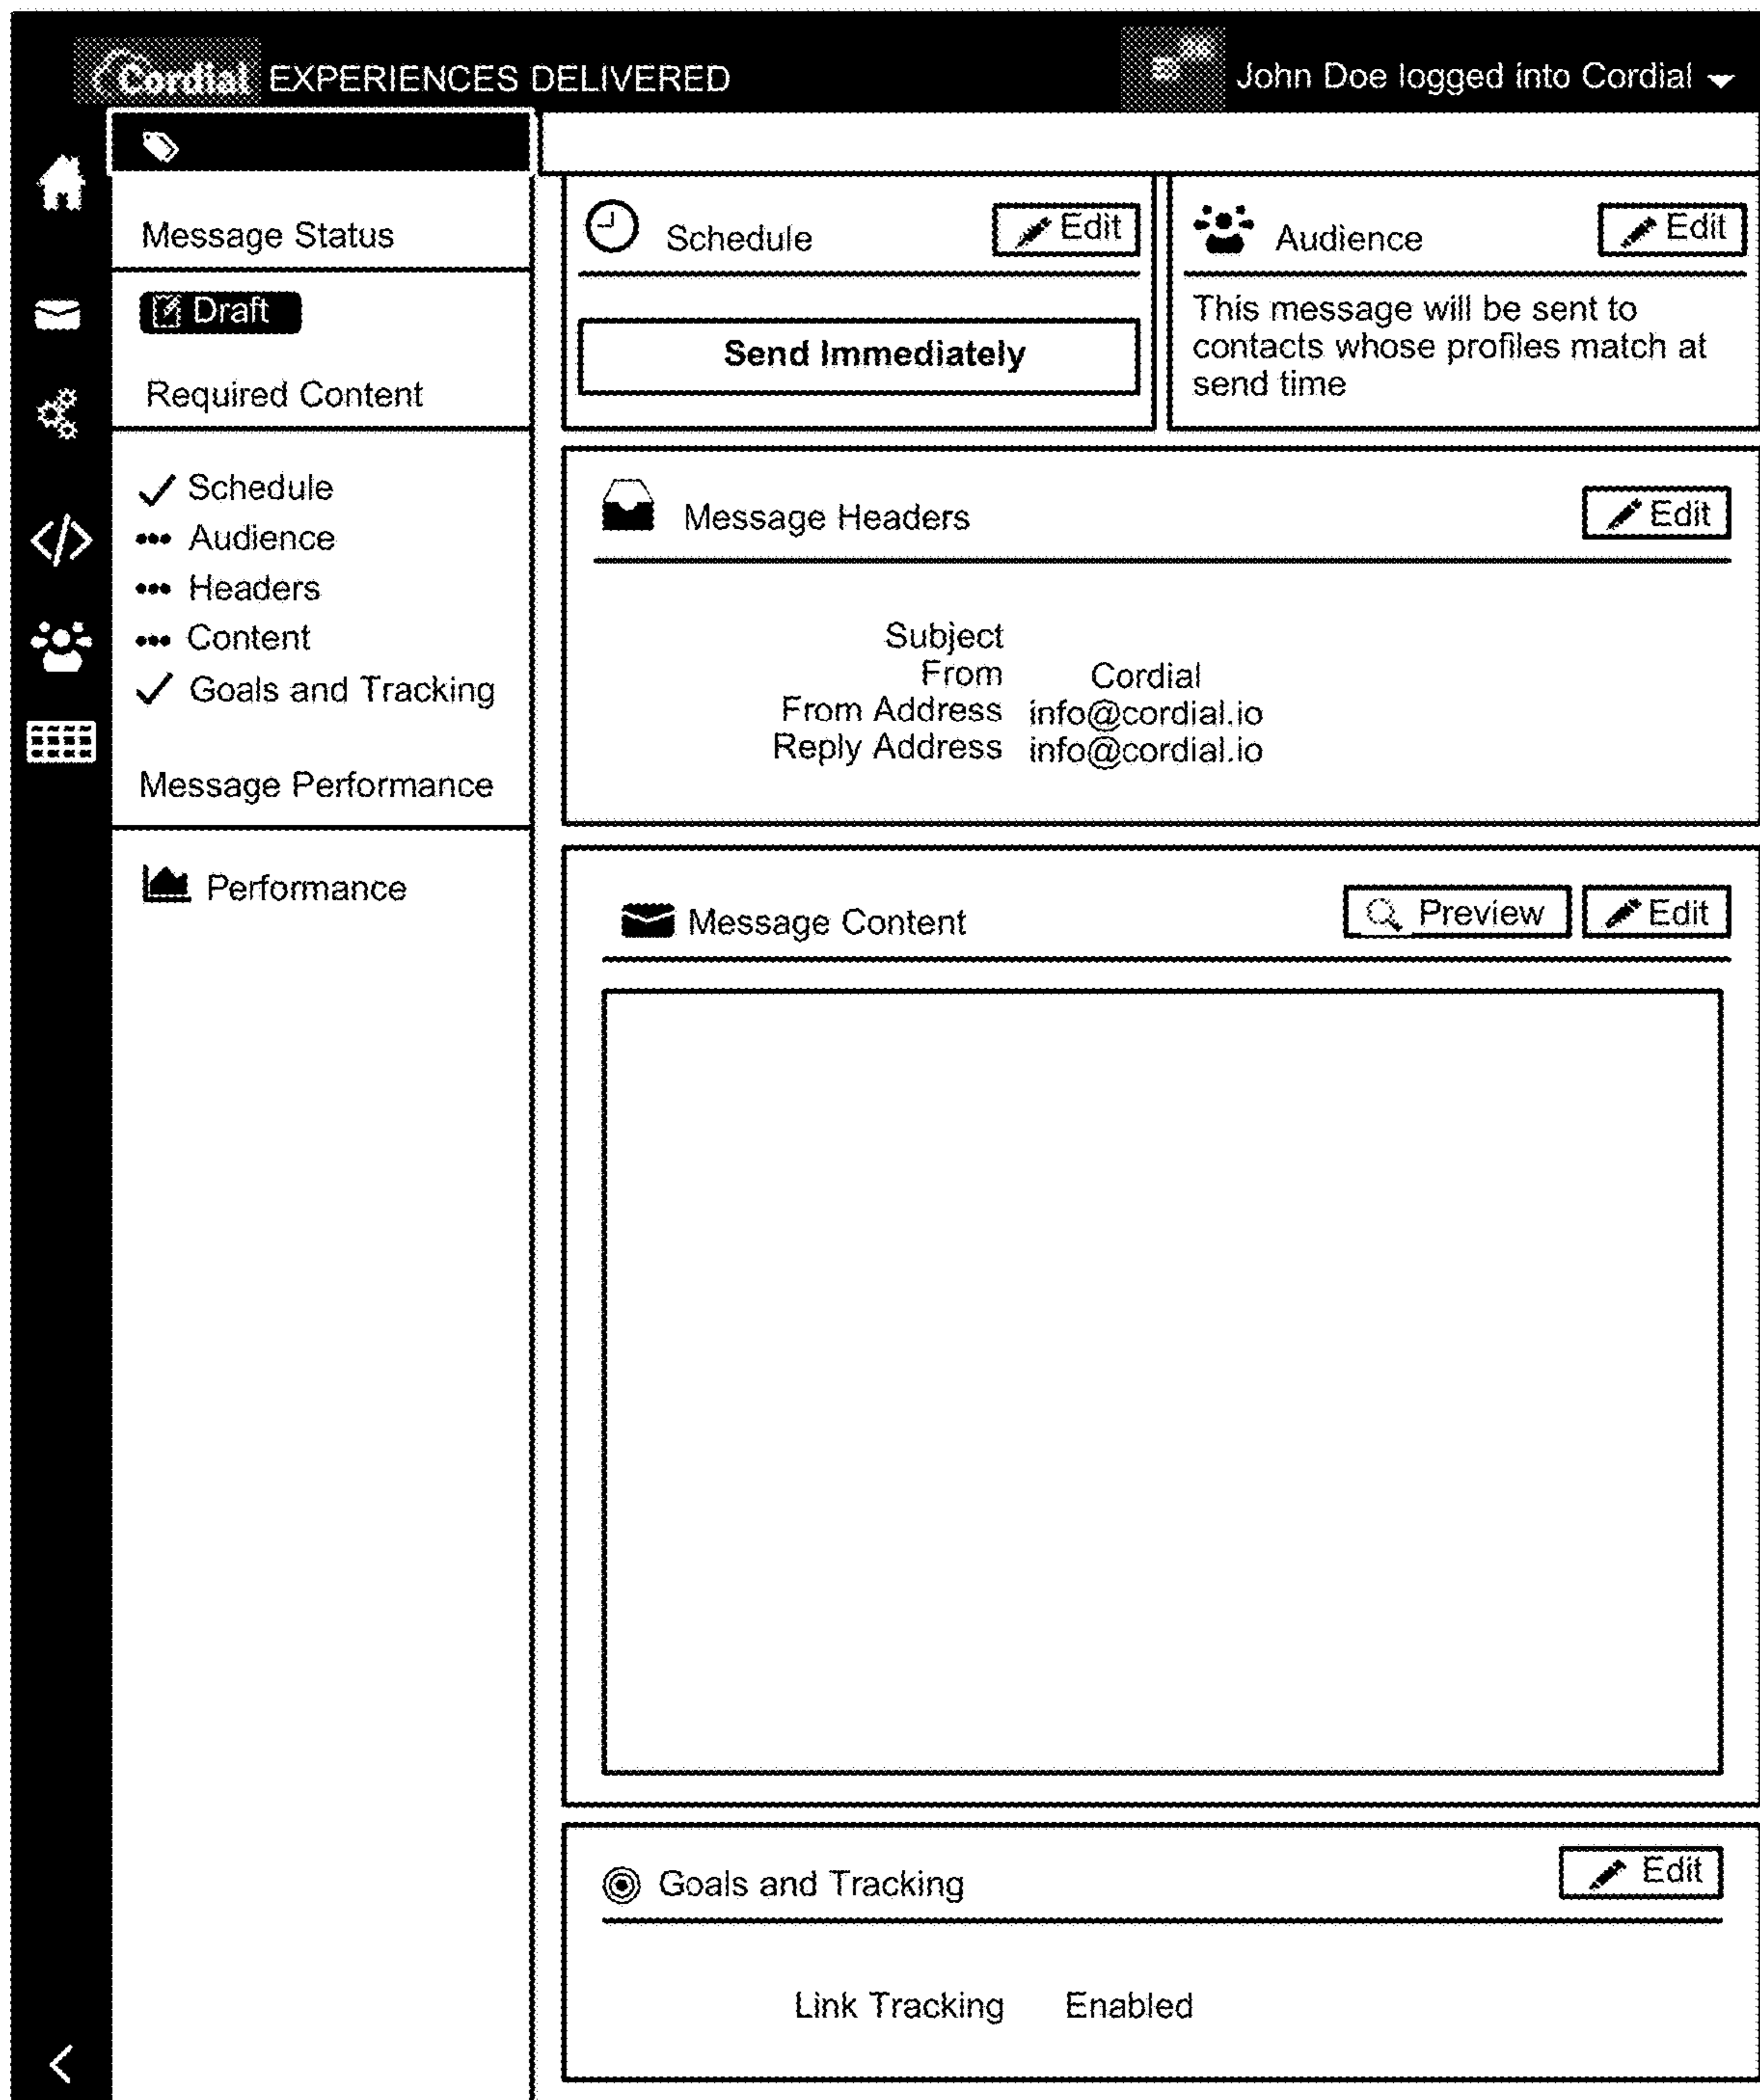 Cordial EXPERIENCES DELIVERED
John Doe logged into Cordial
Message Status
Draft
Required Content
Schedule
Audience
Headers
Content
Goals and Tracking
Message Performance
Performance
Schedule
Edit
Send Immediately
Audience
Edit
This message will be sent to
contacts whose profiles match at
send time
Message Headers
Edit
Subject
From Cordial
From Address info@cordial.io
Reply Address info@cordial.io
Message Content
Preview
Edit
Goals and Tracking
Edit
Link Tracking Enabled